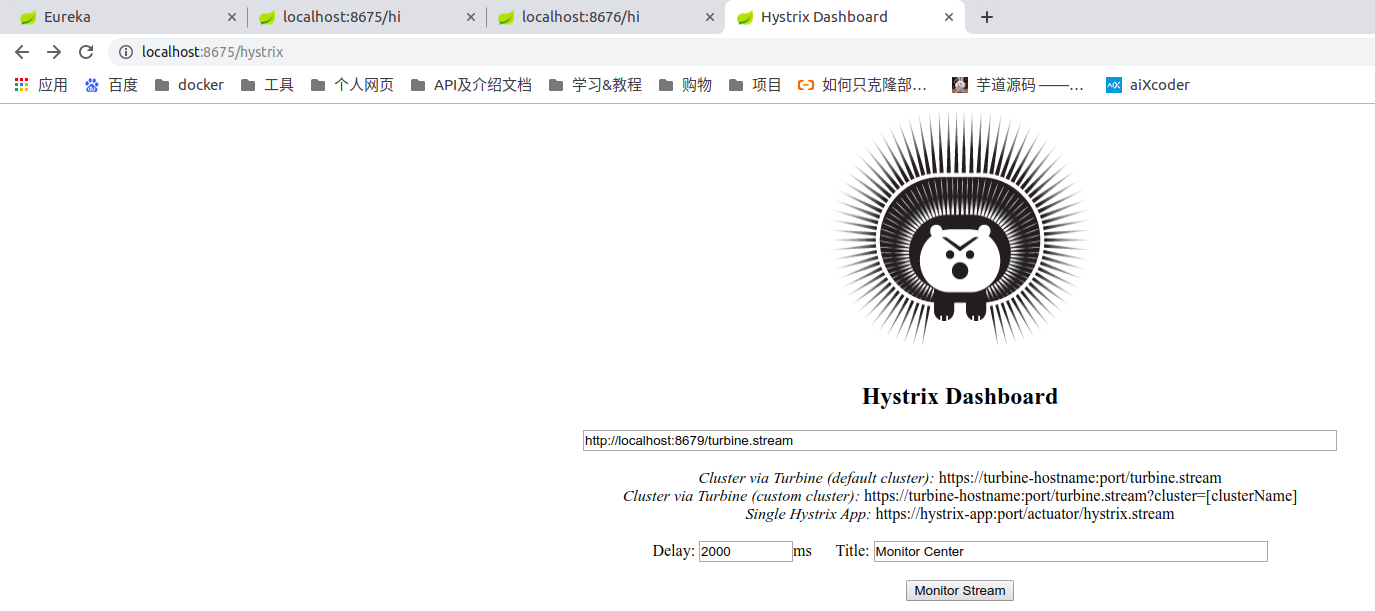 Eureka localhost:8675/hi localhost:8676/hi Hystrix Dashboard
localhost:8675/hystrix
应用 百度 docker 工具 个人网页 API及介绍文档 学习&教程 购物 项目 如何只克隆部... 芋道源码 ——... aiXcoder
Hystrix Dashboard
http://localhost:8679/turbine.stream
Cluster via Turbine (default cluster): https://turbine-hostname:port/turbine.stream
Cluster via Turbine (custom cluster): https://turbine-hostname:port/turbine.stream?cluster=[clusterName]
Single Hystrix App: https://hystrix-app:port/actuator/hystrix.stream
Delay: 2000 ms Title: Monitor Center
Monitor Stream